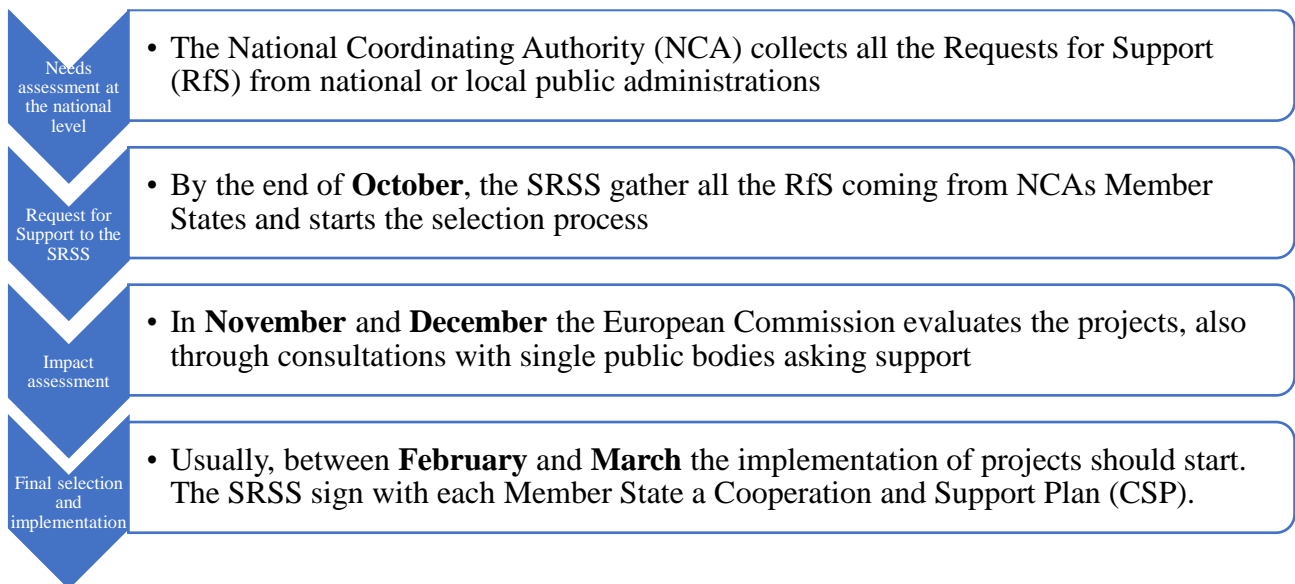 Needs
assessment at
the national
level
• The National Coordinating Authority (NCA) collects all the Requests for Support
(RfS) from national or local public administrations
Request for
Support to the
SRSS
• By the end of October, the SRSS gather all the RfS coming from NCAs Member
States and starts the selection process
Impact
assessment
• In November and December the European Commission evaluates the projects, also
through consultations with single public bodies asking support
Final selection
and
implementation
• Usually, between February and March the implementation of projects should start.
The SRSS sign with each Member State a Cooperation and Support Plan (CSP).